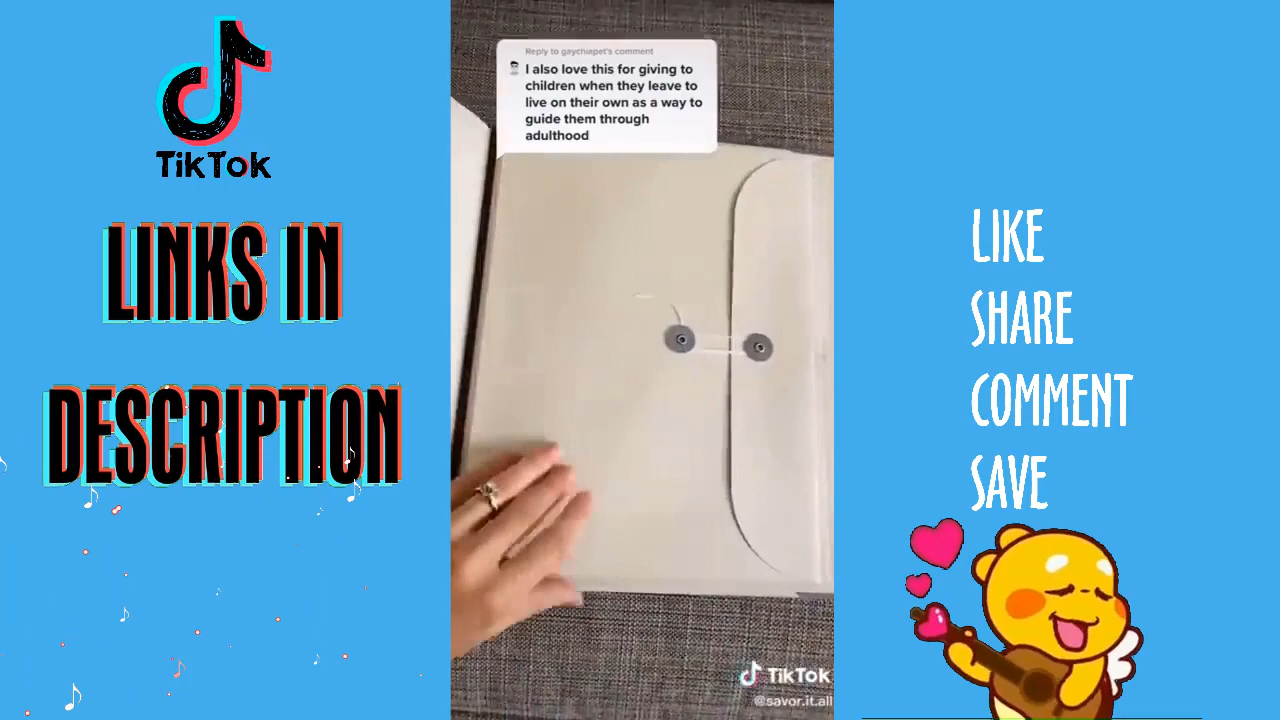 TikTok
LINKS IN
DESCRIPTION
Reply to gaychiapet's comment
I also love this for giving to
children when they leave to
live on their own as a way to
guide them through
adulthood
TikTok
@savor.it.all
LIKE
SHARE
COMMENT
SAVE